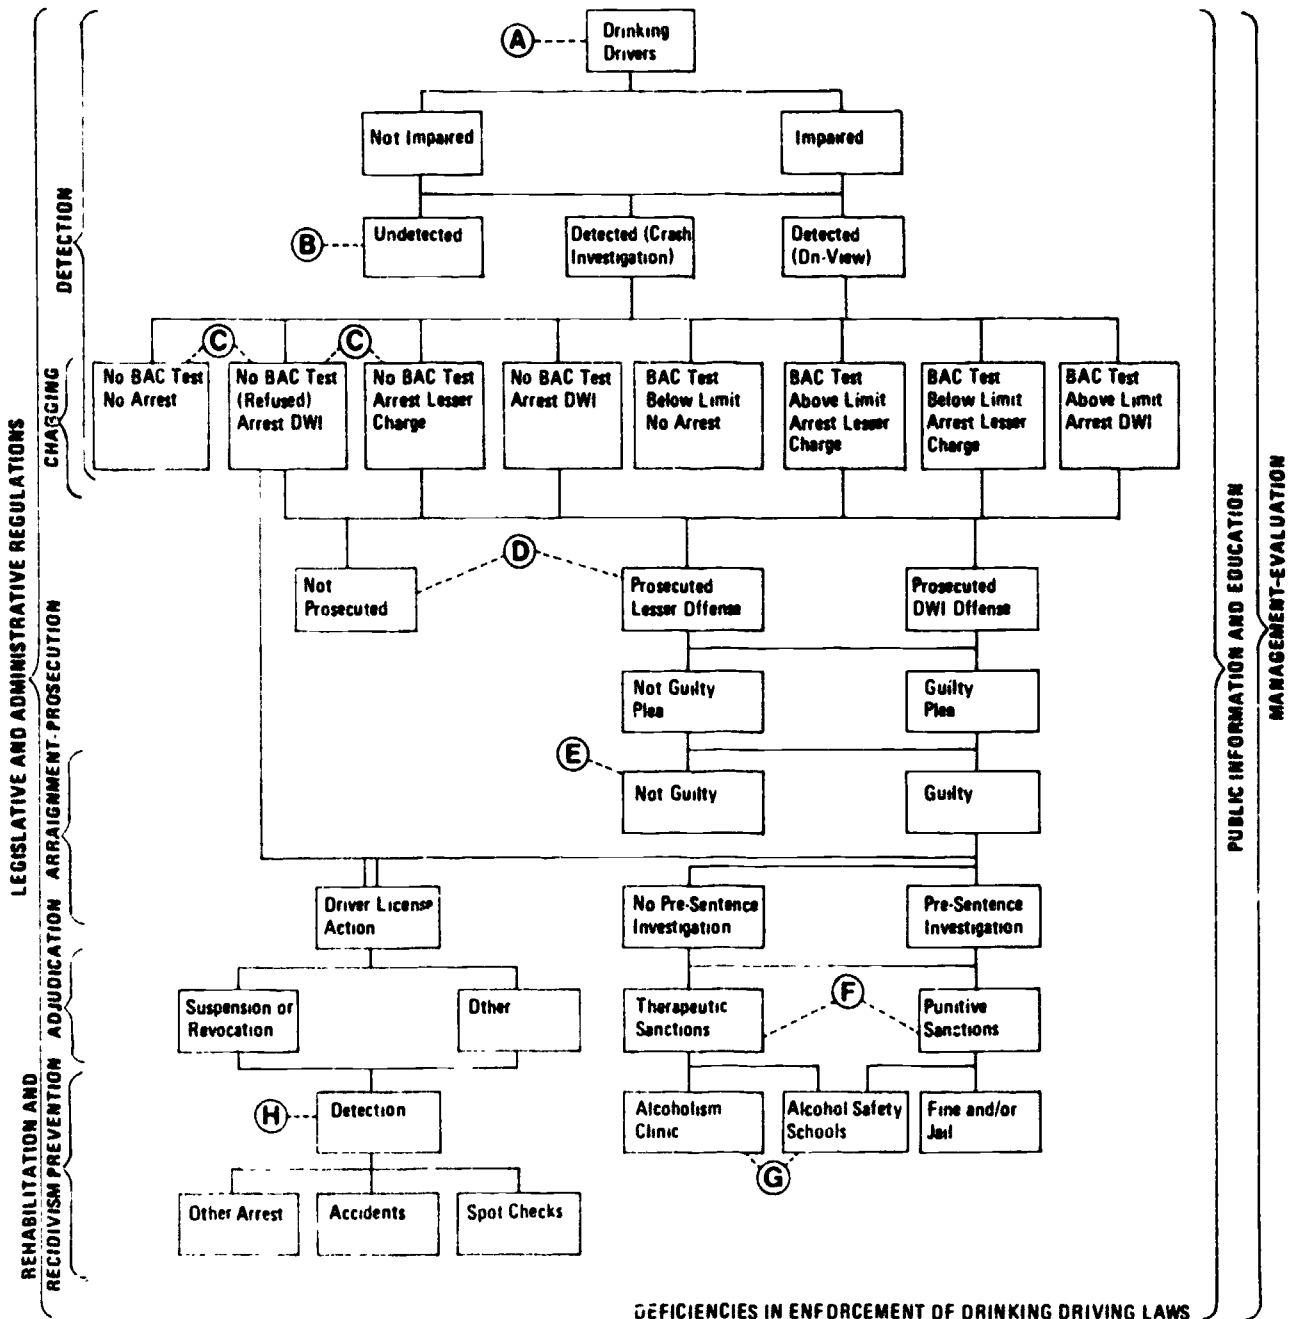 A
Drinking
Drivers
Not Impaired
Impaired
B
Undetected
Detected (Crash
Investigation)
Detected
(On-View)
C
C
No BAC Test
No Arrest
No BAC Test
(Refused)
Arrest DWI
No BAC Test
Arrest Lesser
Charge
No BAC Test
Arrest DWI
BAC Test
Below Limit
No Arrest
BAC Test
Above Limit
Arrest Lesser
Charge
BAC Test
Below Limit
Arrest Lesser
Charge
BAC Test
Above Limit
Arrest DWI
D
Not
Prosecuted
Prosecuted
Lesser Offense
Prosecuted
DWI Offense
Not Guilty
Plea
Guilty
Plea
E
Not Guilty
Guilty
Driver License
Action
No Pre-Sentence
Investigation
Pre-Sentence
Investigation
Suspension or
Revocation
Other
Therapeutic
Sanctions
F
Punitive
Sanctions
H
Detection
Alcoholism
Clinic
Alcohol Safety
Schools
Fine and/or
Jail
G
Other Arrest
Accidents
Spot Checks
LEGISLATIVE AND ADMINISTRATIVE REGULATIONS
DETECTION
CHARGING
ARRAIGNMENT-PROSECUTION
ADJUDICATION
REHABILITATION AND
RECIDIVISM PREVENTION
PUBLIC INFORMATION AND EDUCATION
MANAGEMENT-EVALUATION
DEFICIENCIES IN ENFORCEMENT OF DRINKING DRIVING LAWS